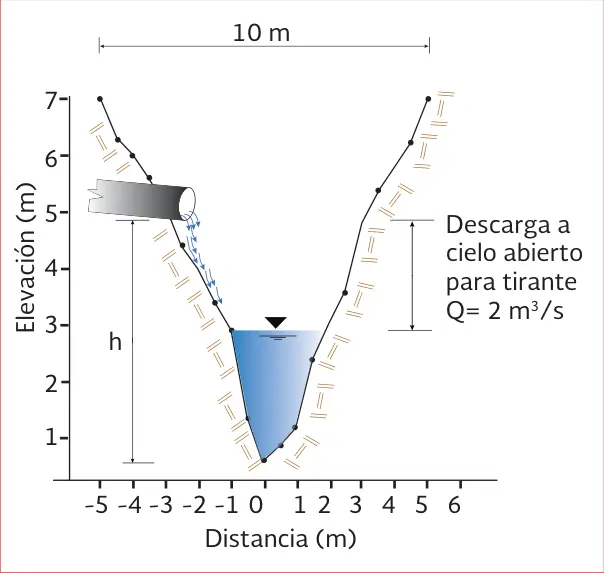 10 m
7
6
5
4
3
2
1
Elevación (m)
h
Descarga a
cielo abierto
para tirante
Q= 2 m³/s
-5 -4 -3 -2 -1 0 1 2 3 4 5 6
Distancia (m)